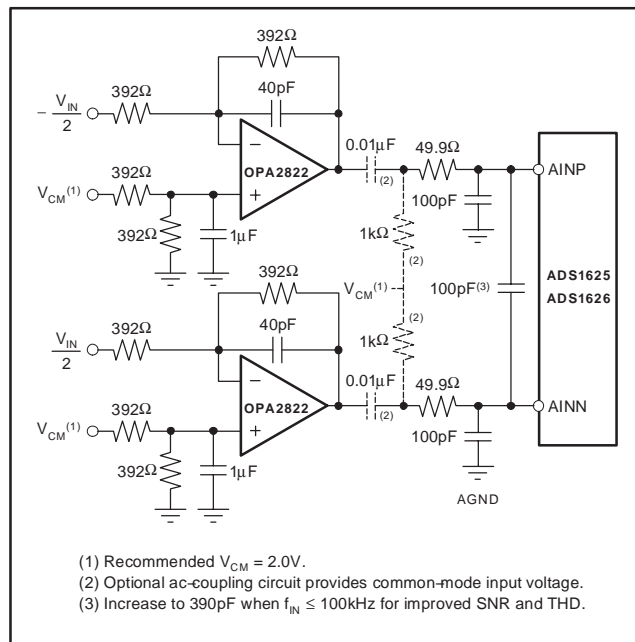 392Ω
392Ω
40pF
− V_IN
2
0.01µF
49.9Ω
−
OPA2822
+
(2)
AINP
392Ω
V_CM (1)
100pF
392Ω
1µF
1kΩ
(2)
392Ω
V_CM (1)
100pF(3)
ADS1625
ADS1626
392Ω
40pF
V_IN
2
(2)
1kΩ
0.01µF
49.9Ω
−
OPA2822
+
(2)
AINN
392Ω
V_CM (1)
100pF
392Ω
1µF
AGND
(1) Recommended V_CM = 2.0V.
(2) Optional ac-coupling circuit provides common-mode input voltage.
(3) Increase to 390pF when f_IN ≤ 100kHz for improved SNR and THD.